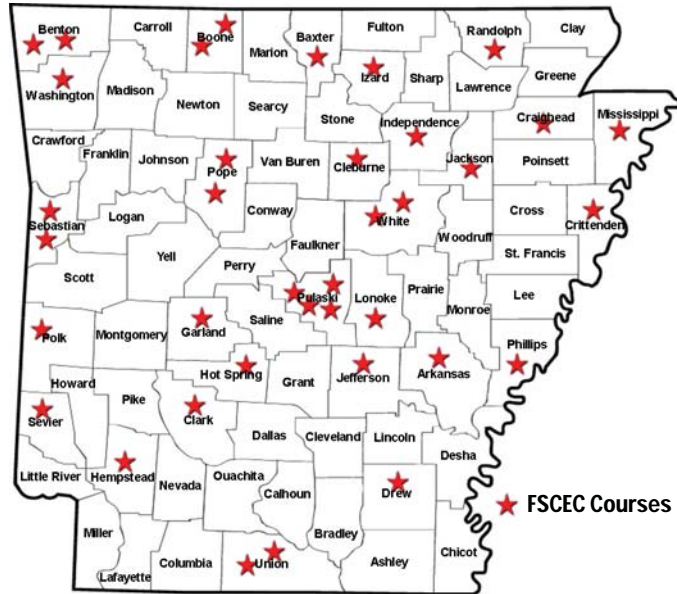 Benton
Carroll
Boone
Marion
Baxter
Fulton
Randolph
Clay
Izard
Sharp
Greene
Washington
Madison
Newton
Searcy
Stone
Lawrence
Independence
Craighead
Mississippi
Crawford
Franklin
Johnson
Pope
Van Buren
Cleburne
Jackson
Poinsett
Sebastian
Logan
Conway
White
Cross
Crittenden
Faulkner
Woodruff
St. Francis
Scott
Yell
Perry
Pulaski
Lonoke
Prairie
Monroe
Lee
Polk
Montgomery
Garland
Saline
Phillips
Howard
Hot Spring
Grant
Jefferson
Arkansas
Pike
Sevier
Clark
Dallas
Cleveland
Lincoln
Desha
Little River
Hempstead
Nevada
Ouachita
Calhoun
Drew
FSCEC Courses
Miller
Bradley
Lafayette
Columbia
Union
Ashley
Chicot